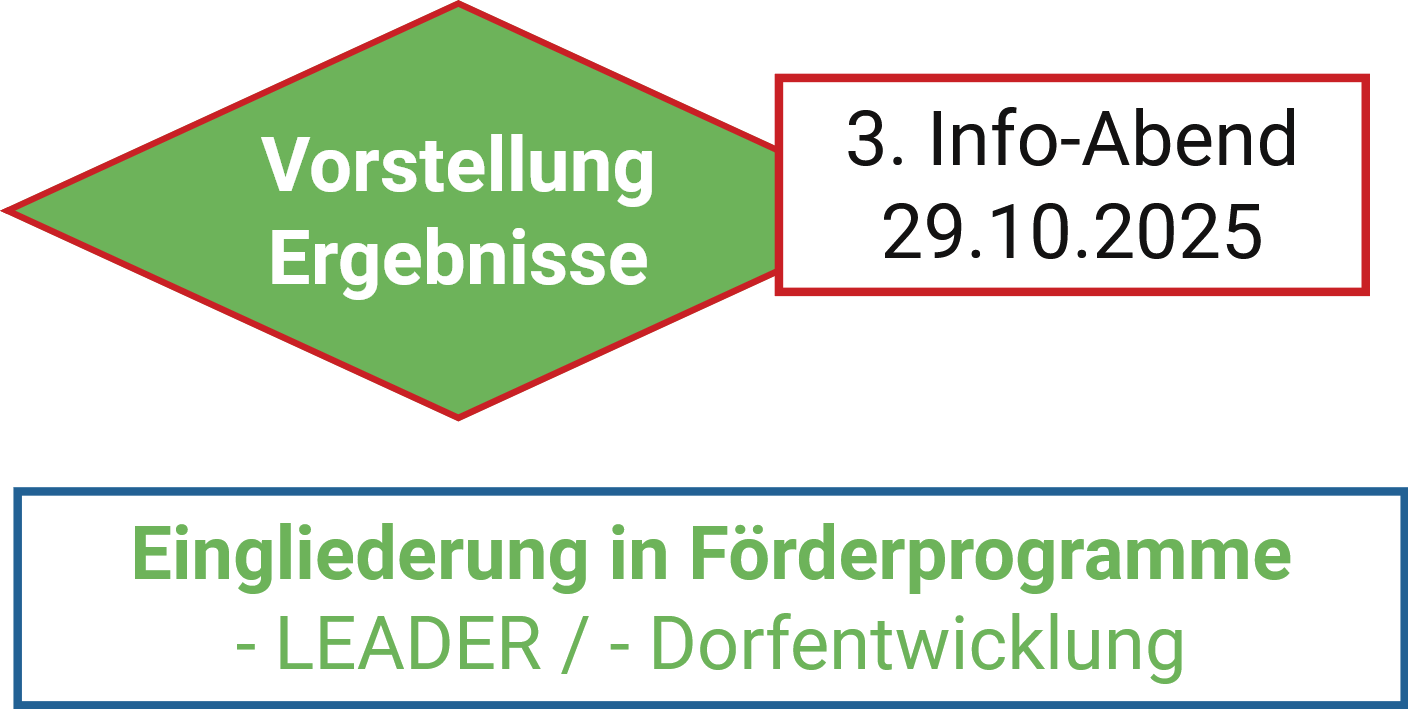 Vorstellung
Ergebnisse
3. Info-Abend
29.10.2025
Eingliederung in Förderprogramme
- LEADER / - Dorfentwicklung